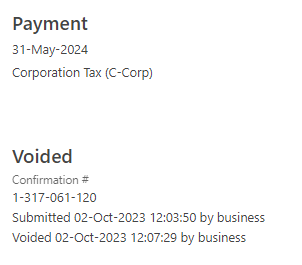 Payment
31-May-2024
Corporation Tax (C-Corp)
Voided
Confirmation #
1-317-061-120
Submitted 02-Oct-2023 12:03:50 by business
Voided 02-Oct-2023 12:07:29 by business